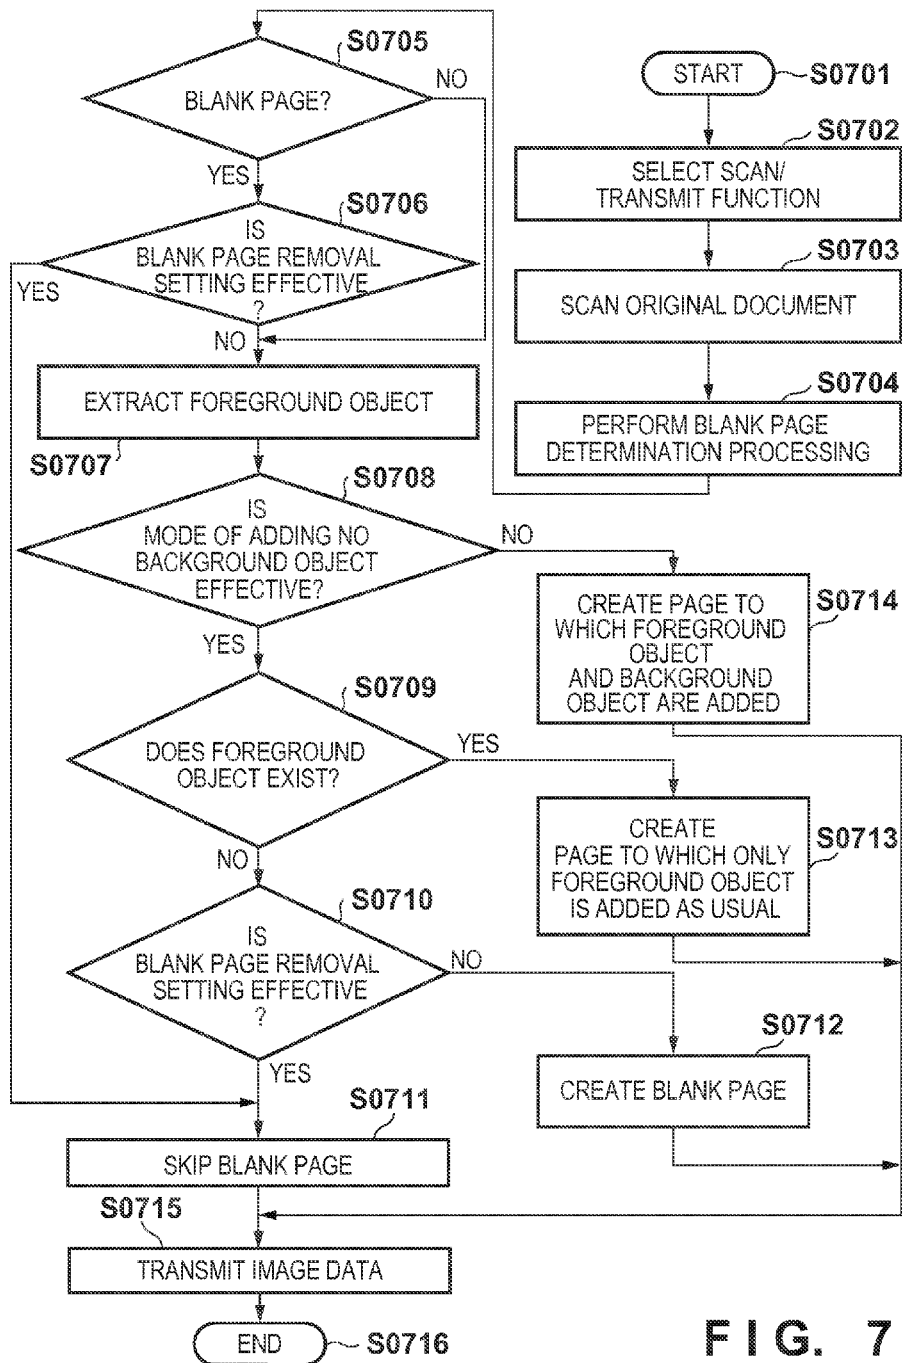 START
S0701
S0702
SELECT SCAN/
TRANSMIT FUNCTION
S0703
SCAN ORIGINAL DOCUMENT
S0704
PERFORM BLANK PAGE
DETERMINATION PROCESSING
S0705
BLANK PAGE?
NO
YES
S0706
IS
BLANK PAGE REMOVAL
SETTING EFFECTIVE
?
YES
NO
EXTRACT FOREGROUND OBJECT
S0707
S0708
IS
MODE OF ADDING NO
BACKGROUND OBJECT
EFFECTIVE?
NO
YES
S0714
CREATE PAGE TO
WHICH FOREGROUND
OBJECT
AND BACKGROUND
OBJECT ARE ADDED
S0709
DOES FOREGROUND
OBJECT EXIST?
YES
NO
S0713
CREATE
PAGE TO WHICH ONLY
FOREGROUND OBJECT
IS ADDED AS USUAL
S0710
IS
BLANK PAGE REMOVAL
SETTING EFFECTIVE
?
NO
YES
S0712
CREATE BLANK PAGE
S0711
SKIP BLANK PAGE
S0715
TRANSMIT IMAGE DATA
END
S0716
FIG. 7